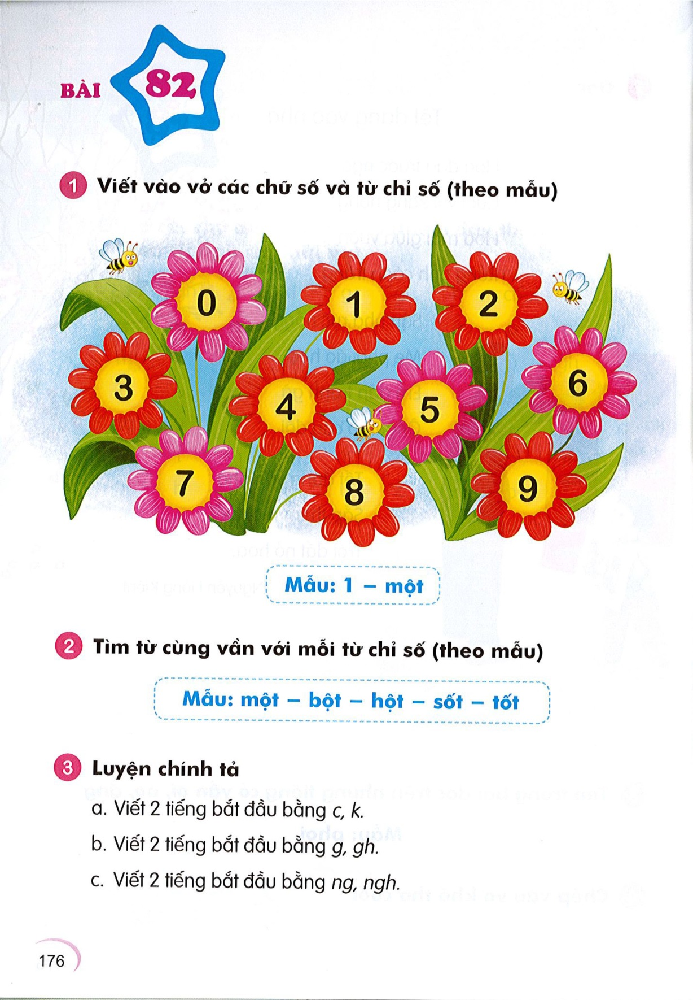 BÀI 82
1 Viết vào vở các chữ số và từ chỉ số (theo mẫu)
0 1 2
3 4 5 6
7 8 9
Mẫu: 1 – một
2 Tìm từ cùng vần với mỗi từ chỉ số (theo mẫu)
Mẫu: một – bột – hột – sốt – tốt
3 Luyện chính tả
a. Viết 2 tiếng bắt đầu bằng c, k.
b. Viết 2 tiếng bắt đầu bằng g, gh.
c. Viết 2 tiếng bắt đầu bằng ng, ngh.
176